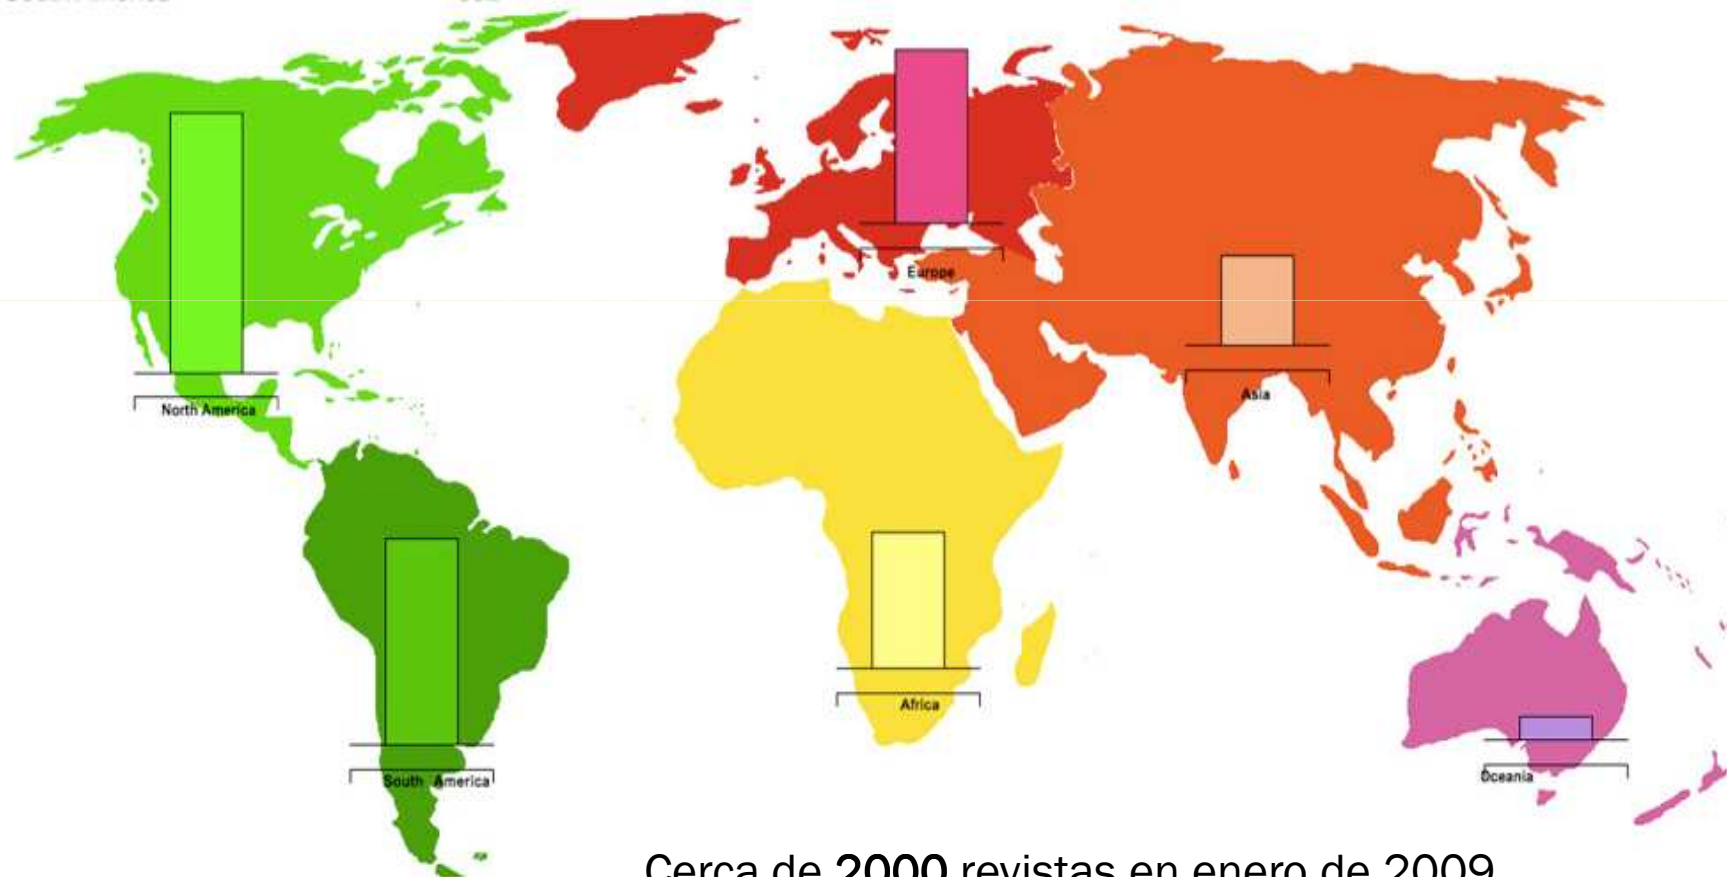 Europe
Asia
North America
Africa
Oceania
South America
Cerca de 2000 revistas en enero de 2009